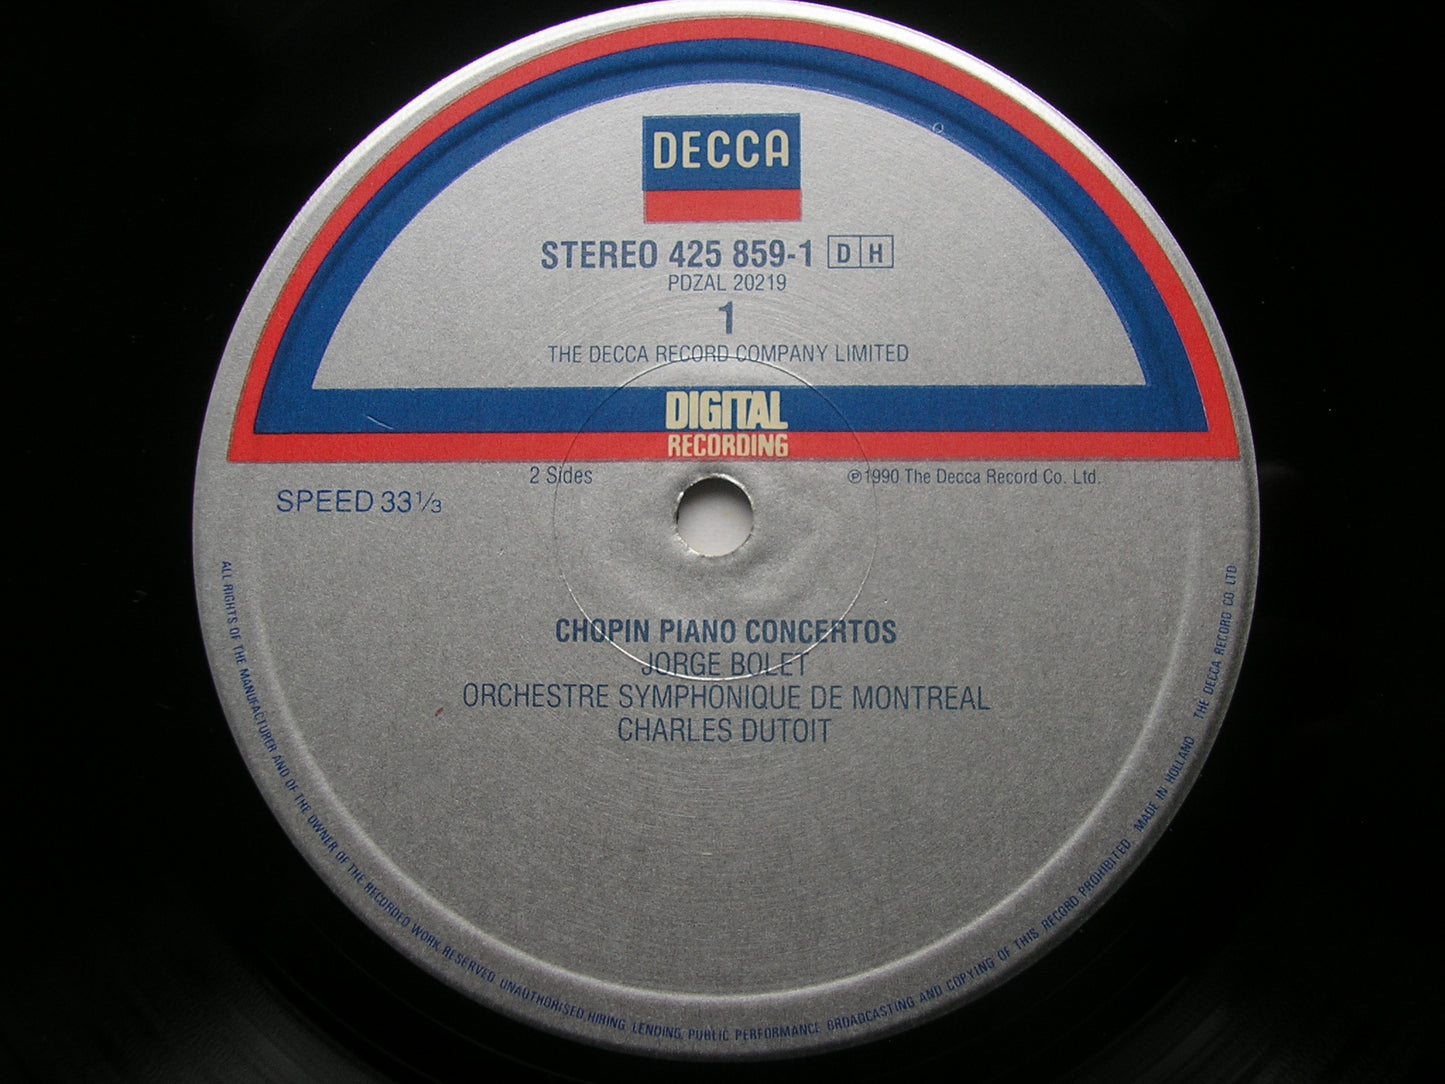 DECCA
STEREO 425 859-1 DH
PDZAL 20219
1
THE DECCA RECORD COMPANY LIMITED
DIGITAL
RECORDING
2 Sides
℗1990 The Decca Record Co. Ltd.
SPEED 33⅓
CHOPIN PIANO CONCERTOS
JORGE BOLET
ORCHESTRE SYMPHONIQUE DE MONTREAL
CHARLES DUTOIT
ALL RIGHTS OF THE MANUFACTURER AND OF THE OWNER OF THE RECORDED WORK RESERVED UNAUTHORISED HIRING LENDING PUBLIC PERFORMANCE BROADCASTING AND COPYING OF THIS RECORD PROHIBITED MADE IN HOLLAND THE DECCA RECORD CO LTD